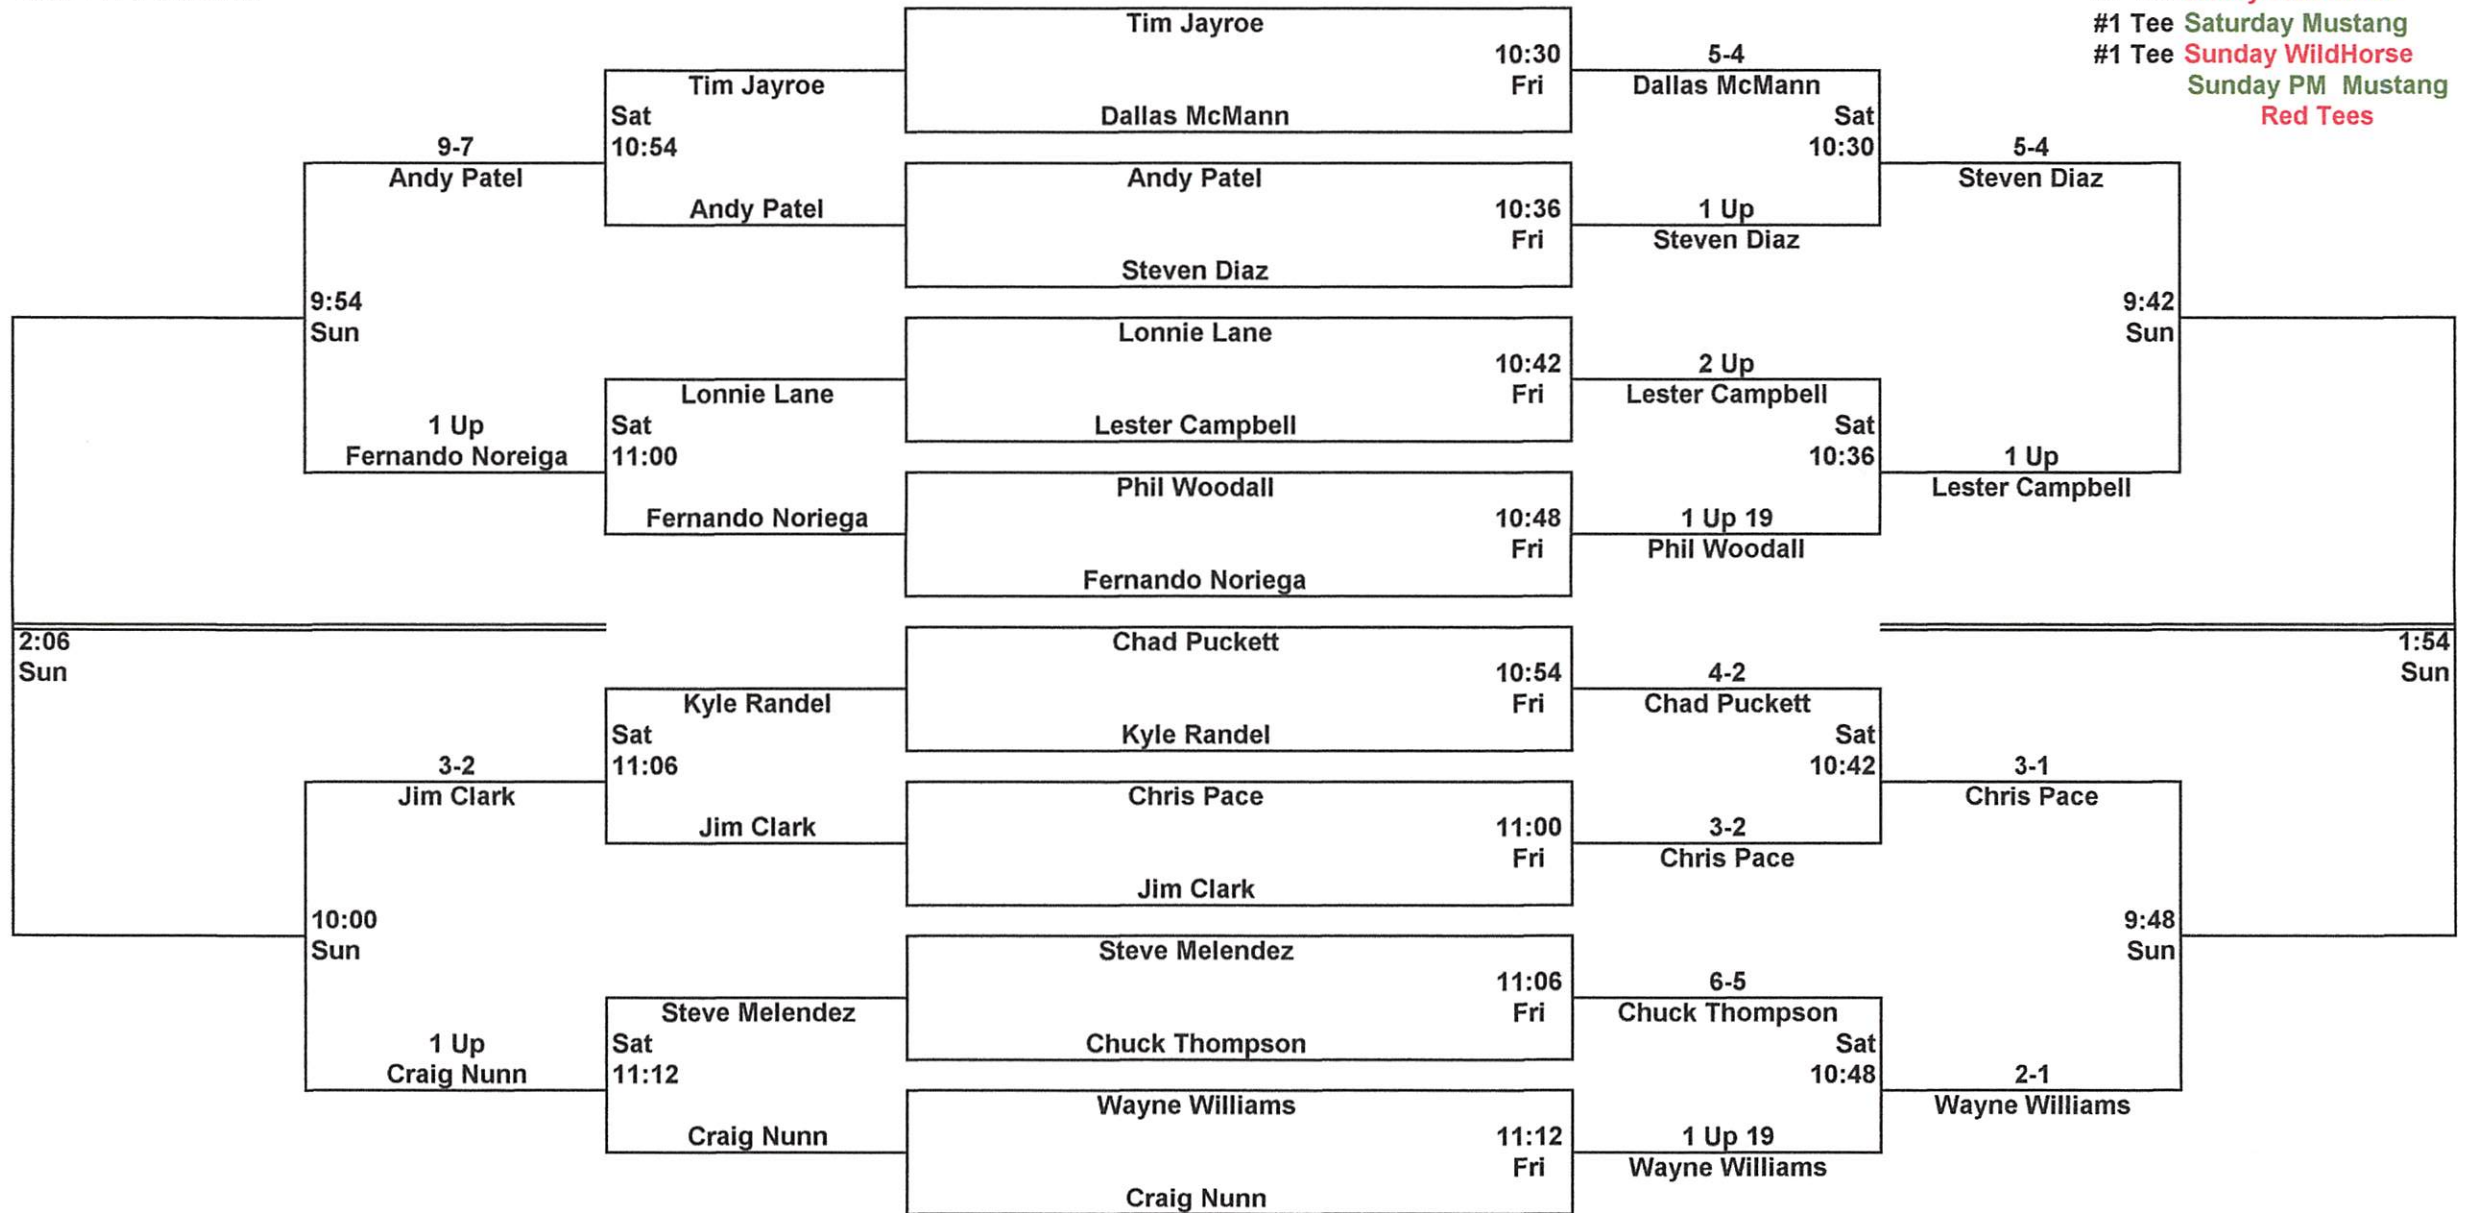 #1 Tee Saturday Mustang
#1 Tee Sunday WildHorse
Sunday PM Mustang
Red Tees
Tim Jayroe
10:30
Fri
Dallas McMann
Andy Patel
10:36
Fri
Steven Diaz
Lonnie Lane
10:42
Fri
Lester Campbell
Phil Woodall
10:48
Fri
Fernando Noriega
Chad Puckett
10:54
Fri
Kyle Randel
Chris Pace
11:00
Fri
Jim Clark
Steve Melendez
11:06
Fri
Chuck Thompson
Wayne Williams
11:12
Fri
Craig Nunn
Tim Jayroe
Sat
10:54
Andy Patel
Lonnie Lane
Sat
11:00
Fernando Noriega
Kyle Randel
Sat
11:06
Jim Clark
Steve Melendez
Sat
11:12
Craig Nunn
9-7
Andy Patel
9:54
Sun
1 Up
Fernando Noreiga
3-2
Jim Clark
10:00
Sun
1 Up
Craig Nunn
2:06
Sun
5-4
Dallas McMann
Sat
10:30
1 Up
Steven Diaz
2 Up
Lester Campbell
Sat
10:36
1 Up 19
Phil Woodall
4-2
Chad Puckett
Sat
10:42
3-2
Chris Pace
6-5
Chuck Thompson
Sat
10:48
1 Up 19
Wayne Williams
5-4
Steven Diaz
9:42
Sun
1 Up
Lester Campbell
3-1
Chris Pace
9:48
Sun
2-1
Wayne Williams
1:54
Sun